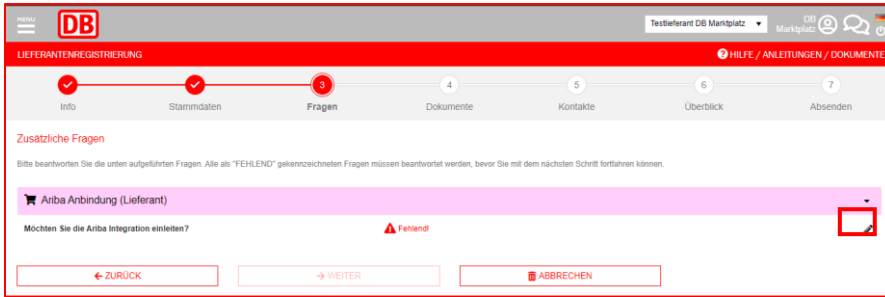 MENU
DB
Testlieferant DB Marktplatz
DB
Marktplatz
LIEFERANTENREGISTRIERUNG
? HILFE / ANLEITUNGEN / DOKUMENTE
3 4 5 6 7
Info Stammdaten Fragen Dokumente Kontakte Überblick Absenden
Zusätzliche Fragen
Bitte beantworten Sie die unten aufgeführten Fragen. Alle als "FEHLEND" gekennzeichneten Fragen müssen beantwortet werden, bevor Sie mit dem nächsten Schritt fortfahren können.
Ariba Anbindung (Lieferant)
Möchten Sie die Ariba Integration einleiten? Fehlend!
← ZURÜCK → WEITER ABBRECHEN